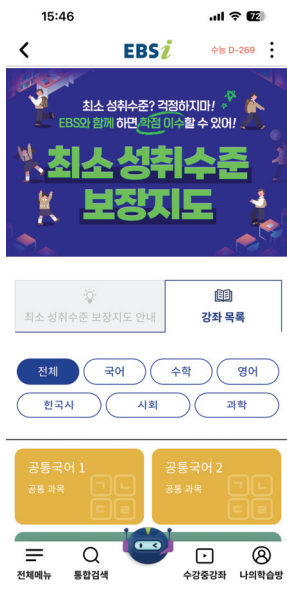 15:46
72
EBSi
수능 D-269
최소 성취수준? 걱정하지마!
EBS와 함께 하면 학점 이수할 수 있어!
최소 성취수준
보장지도
최소 성취수준 보장지도 안내
강좌 목록
전체
국어
수학
영어
한국사
사회
과학
공통국어 1
공통 과목
공통국어 2
공통 과목
전체메뉴
통합검색
수강중강좌
나의학습방